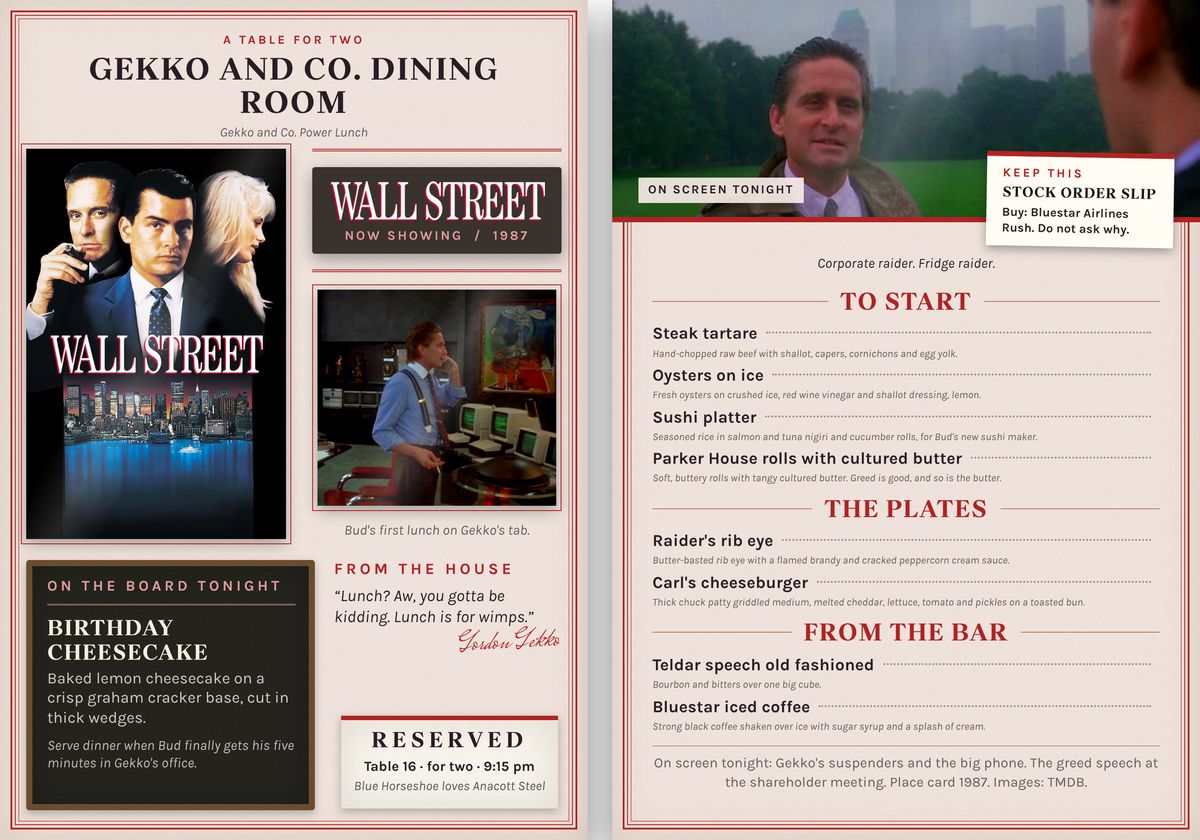 A TABLE FOR TWO
GEKKO AND CO. DINING
ROOM
Gekko and Co. Power Lunch
WALL STREET
WALL STREET
NOW SHOWING / 1987
Bud's first lunch on Gekko's tab.
ON THE BOARD TONIGHT
BIRTHDAY
CHEESECAKE
Baked lemon cheesecake on a
crisp graham cracker base, cut in
thick wedges.
Serve dinner when Bud finally gets his five
minutes in Gekko's office.
FROM THE HOUSE
“Lunch? Aw, you gotta be
kidding. Lunch is for wimps.”
Gordon Gekko
RESERVED
Table 16 · for two · 9:15 pm
Blue Horseshoe loves Anacott Steel
ON SCREEN TONIGHT
KEEP THIS
STOCK ORDER SLIP
Buy: Bluestar Airlines
Rush. Do not ask why.
Corporate raider. Fridge raider.
TO START
Steak tartare
Hand-chopped raw beef with shallot, capers, cornichons and egg yolk.
Oysters on ice
Fresh oysters on crushed ice, red wine vinegar and shallot dressing, lemon.
Sushi platter
Seasoned rice in salmon and tuna nigiri and cucumber rolls, for Bud's new sushi maker.
Parker House rolls with cultured butter
Soft, buttery rolls with tangy cultured butter. Greed is good, and so is the butter.
THE PLATES
Raider's rib eye
Butter-basted rib eye with a flamed brandy and cracked peppercorn cream sauce.
Carl's cheeseburger
Thick chuck patty griddled medium, melted cheddar, lettuce, tomato and pickles on a toasted bun.
FROM THE BAR
Teldar speech old fashioned
Bourbon and bitters over one big cube.
Bluestar iced coffee
Strong black coffee shaken over ice with sugar syrup and a splash of cream.
On screen tonight: Gekko's suspenders and the big phone. The greed speech at
the shareholder meeting. Place card 1987. Images: TMDB.